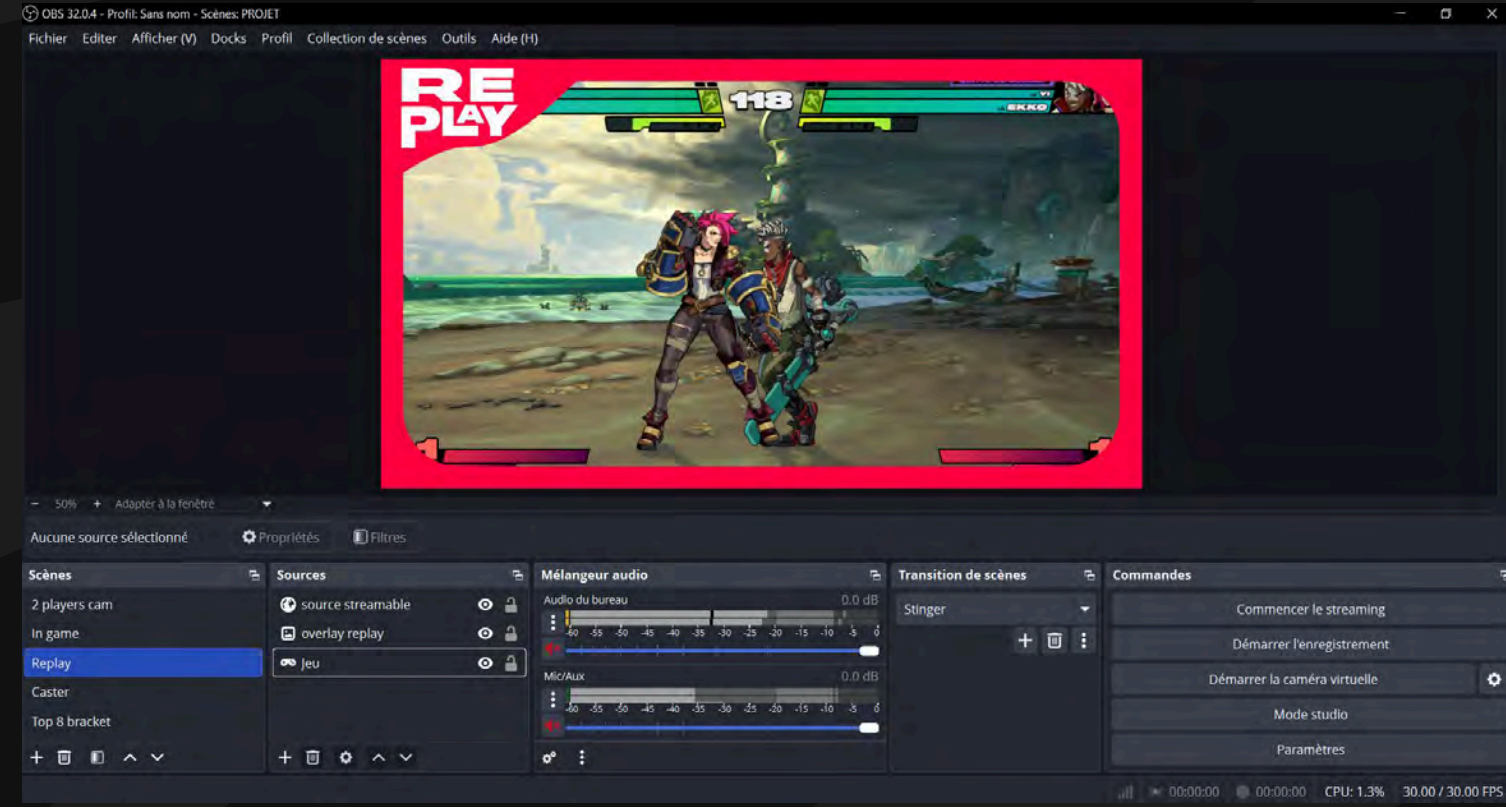 OBS 32.0.4 - Profil: Sans nom - Scènes: PROJET
Fichier Editer Afficher (V) Docks Profil Collection de scènes Outils Aide (H)
RE
PLAY
118
VI
EKKO
50% Adapter à la fenêtre
Aucune source sélectionné Propriétés Filtres
Scènes
2 players cam
In game
Replay
Caster
Top 8 bracket
Sources
source streamable
overlay replay
Jeu
Mélangeur audio
Audio du bureau 0.0 dB
-60 -55 -50 -45 -40 -35 -30 -25 -20 -15 -10 -5 0
Mic/Aux 0.0 dB
-60 -55 -50 -45 -40 -35 -30 -25 -20 -15 -10 -5 0
Transition de scènes
Stinger
Commandes
Commencer le streaming
Démarrer l'enregistrement
Démarrer la caméra virtuelle
Mode studio
Paramètres
00:00:00 00:00:00 CPU: 1.3% 30.00 / 30.00 FPS